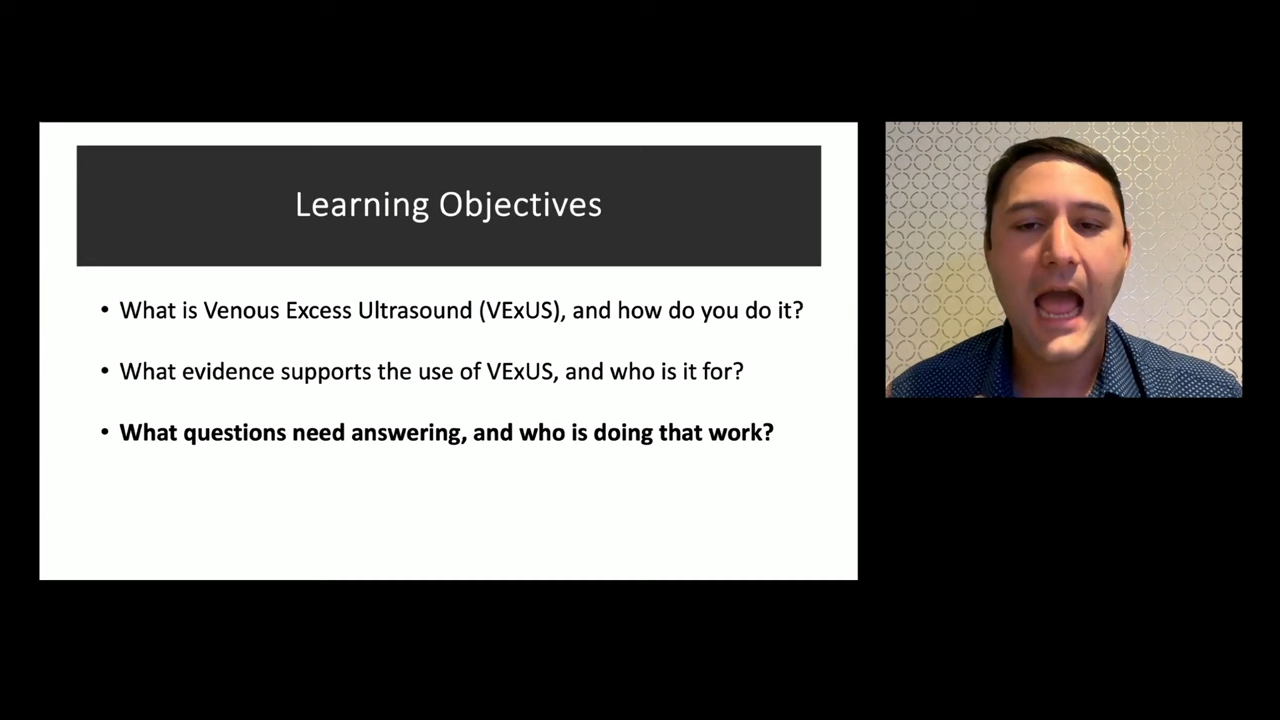 Learning Objectives
• What is Venous Excess Ultrasound (VExUS), and how do you do it?
• What evidence supports the use of VExUS, and who is it for?
• What questions need answering, and who is doing that work?